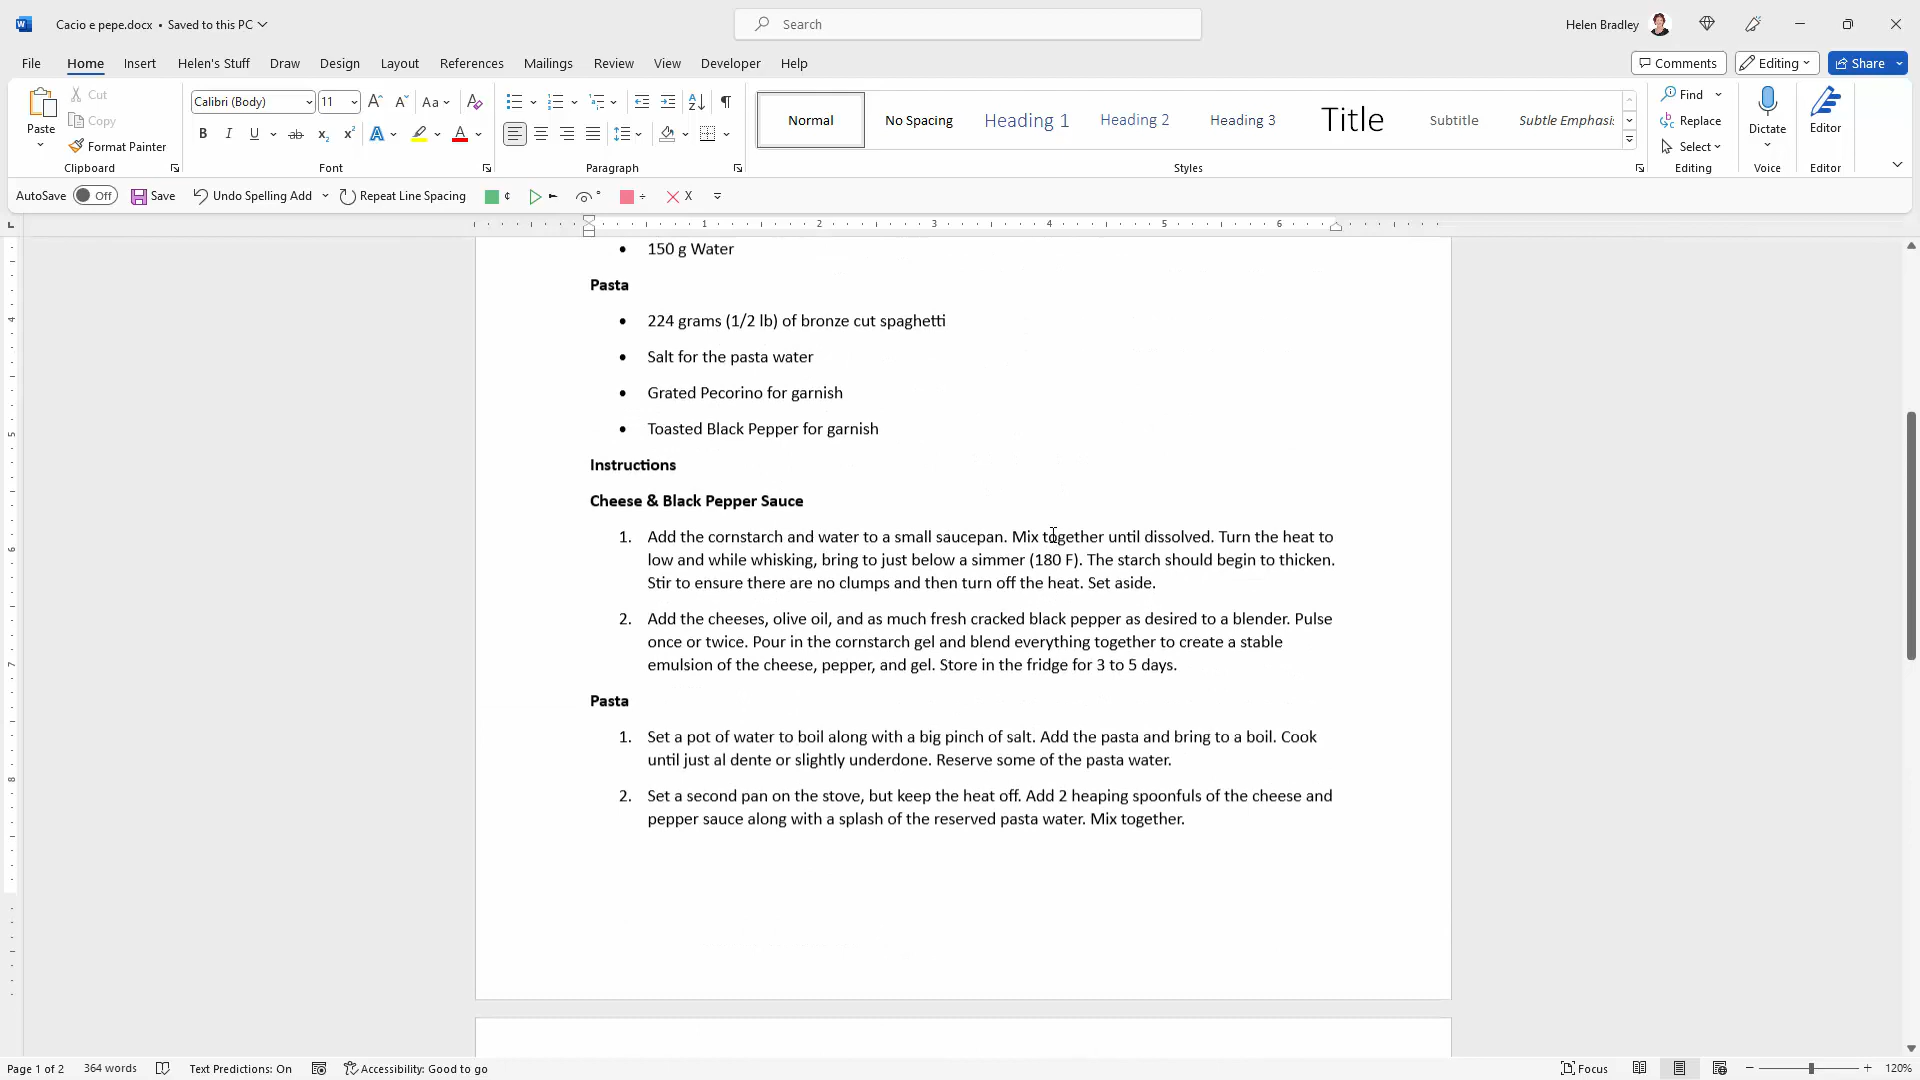 Cacio e pepe.docx • Saved to this PC
Search
Helen Bradley
File Home Insert Helen's Stuff Draw Design Layout References Mailings Review View Developer Help
Comments Editing Share
Paste
Cut
Copy
Format Painter
Clipboard
Calibri (Body) 11
Font
Paragraph
Normal No Spacing Heading 1 Heading 2 Heading 3 Title Subtitle Subtle Emphasi
Styles
Find
Replace
Select
Editing
Dictate
Voice
Editor
Editor
AutoSave Off Save Undo Spelling Add Repeat Line Spacing ¢ ÷ X
1 2 3 4 5 6
4
5
6
7
8
• 150 g Water
Pasta
• 224 grams (1/2 lb) of bronze cut spaghetti
• Salt for the pasta water
• Grated Pecorino for garnish
• Toasted Black Pepper for garnish
Instructions
Cheese & Black Pepper Sauce
1. Add the cornstarch and water to a small saucepan. Mix together until dissolved. Turn the heat to
low and while whisking, bring to just below a simmer (180 F). The starch should begin to thicken.
Stir to ensure there are no clumps and then turn off the heat. Set aside.
2. Add the cheeses, olive oil, and as much fresh cracked black pepper as desired to a blender. Pulse
once or twice. Pour in the cornstarch gel and blend everything together to create a stable
emulsion of the cheese, pepper, and gel. Store in the fridge for 3 to 5 days.
Pasta
1. Set a pot of water to boil along with a big pinch of salt. Add the pasta and bring to a boil. Cook
until just al dente or slightly underdone. Reserve some of the pasta water.
2. Set a second pan on the stove, but keep the heat off. Add 2 heaping spoonfuls of the cheese and
pepper sauce along with a splash of the reserved pasta water. Mix together.
Page 1 of 2 364 words Text Predictions: On Accessibility: Good to go Focus 120%